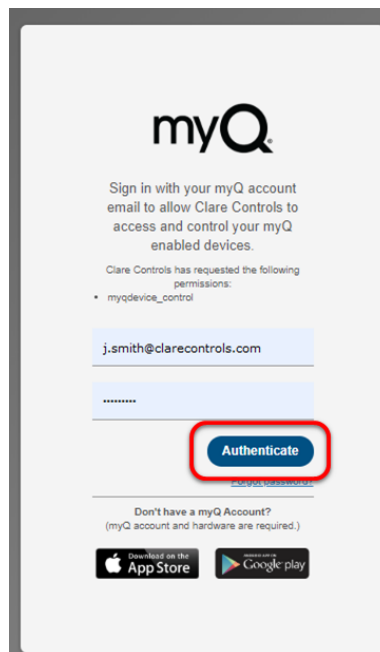 myQ
Sign in with your myQ account
email to allow Clare Controls to
access and control your myQ
enabled devices.
Clare Controls has requested the following
permissions:
• myqdevice_control
j.smith@clarecontrols.com
•••••••••
Authenticate
Forgot password?
Don't have a myQ Account?
(myQ account and hardware are required.)
Download on the
App Store
Google play